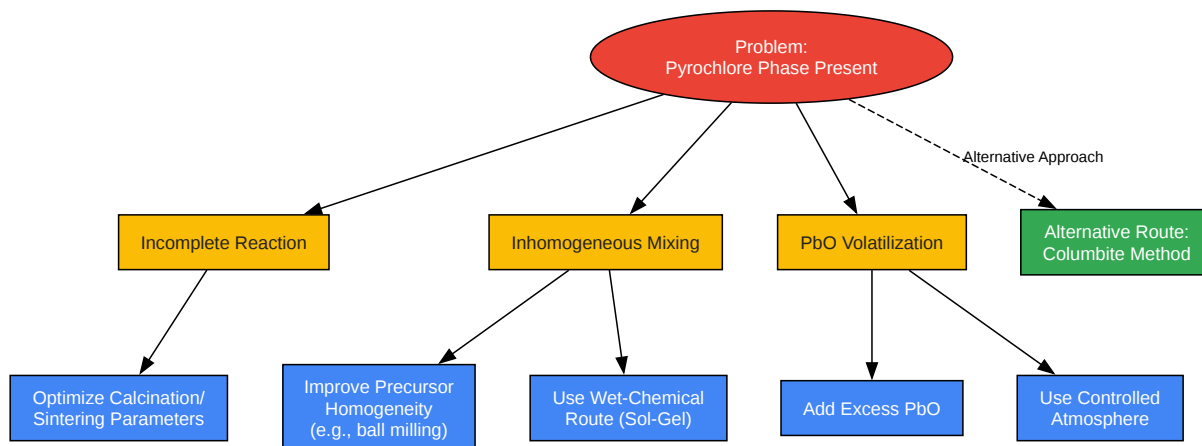 Problem:
Pyrochlore Phase Present
Alternative Approach
Incomplete Reaction
Inhomogeneous Mixing
PbO Volatilization
Alternative Route:
Columbite Method
Optimize Calcination/
Sintering Parameters
Improve Precursor
Homogeneity
(e.g., ball milling)
Use Wet-Chemical
Route (Sol-Gel)
Add Excess PbO
Use Controlled
Atmosphere